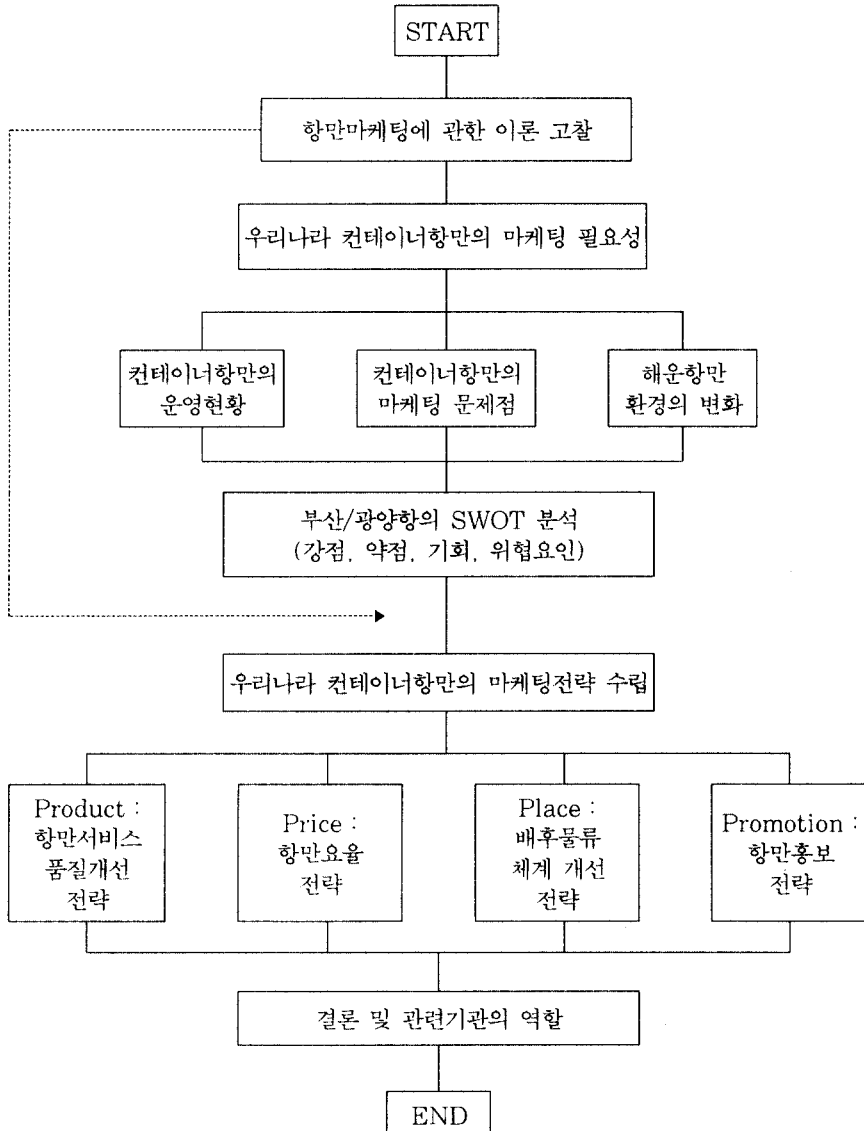 START
항만마케팅에 관한 이론 고찰
우리나라 컨테이너항만의 마케팅 필요성
컨테이너항만의
운영현황
컨테이너항만의
마케팅 문제점
해운항만
환경의 변화
부산/광양항의 SWOT 분석
(강점, 약점, 기회, 위협요인)
우리나라 컨테이너항만의 마케팅전략 수립
Product :
항만서비스
품질개선
전략
Price :
항만요율
전략
Place :
배후물류
체계 개선
전략
Promotion :
항만홍보
전략
결론 및 관련기관의 역할
END